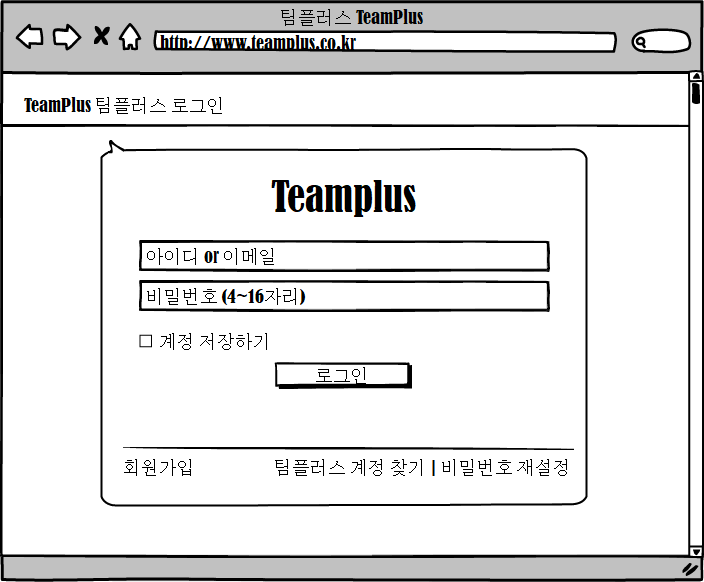 팀플러스 TeamPlus
http://www.teamplus.co.kr
TeamPlus 팀플러스 로그인
Teamplus
아이디 or 이메일
비밀번호 (4~16자리)
계정 저장하기
로그인
회원가입 팀플러스 계정 찾기 | 비밀번호 재설정